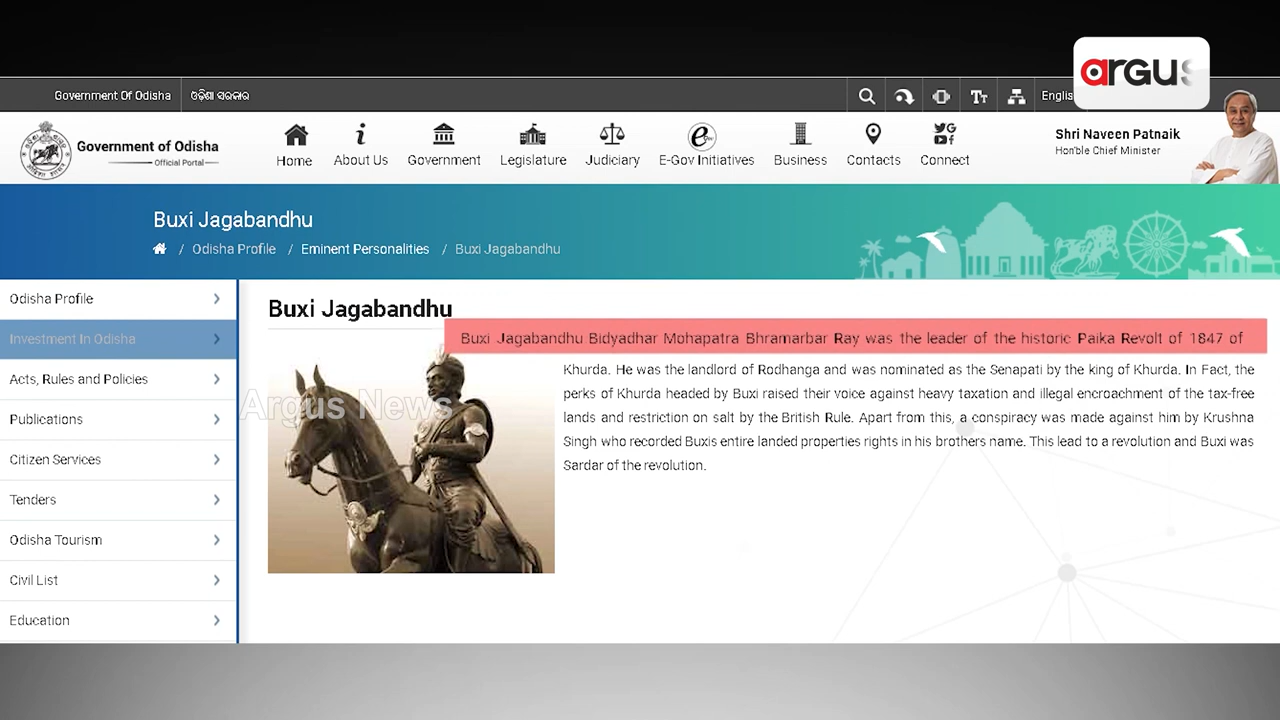 argus
Government Of Odisha
ଓଡ଼ିଶା ସରକାର
Government of Odisha
Official Portal
Home
About Us
Government
Legislature
Judiciary
E-Gov Initiatives
Business
Contacts
Connect
Shri Naveen Patnaik
Hon'ble Chief Minister
Buxi Jagabandhu
/ Odisha Profile / Eminent Personalities / Buxi Jagabandhu
Odisha Profile
Investment In Odisha
Acts, Rules and Policies
Publications
Citizen Services
Tenders
Odisha Tourism
Civil List
Education
Buxi Jagabandhu
Buxi Jagabandhu Bidyadhar Mohapatra Bhramarbar Ray was the leader of the historic Paika Revolt of 1847 of
Khurda. He was the landlord of Rodhanga and was nominated as the Senapati by the king of Khurda. In Fact, the
perks of Khurda headed by Buxi raised their voice against heavy taxation and illegal encroachment of the tax-free
lands and restriction on salt by the British Rule. Apart from this, a conspiracy was made against him by Krushna
Singh who recorded Buxis entire landed properties rights in his brothers name. This lead to a revolution and Buxi was
Sardar of the revolution.
Argus News